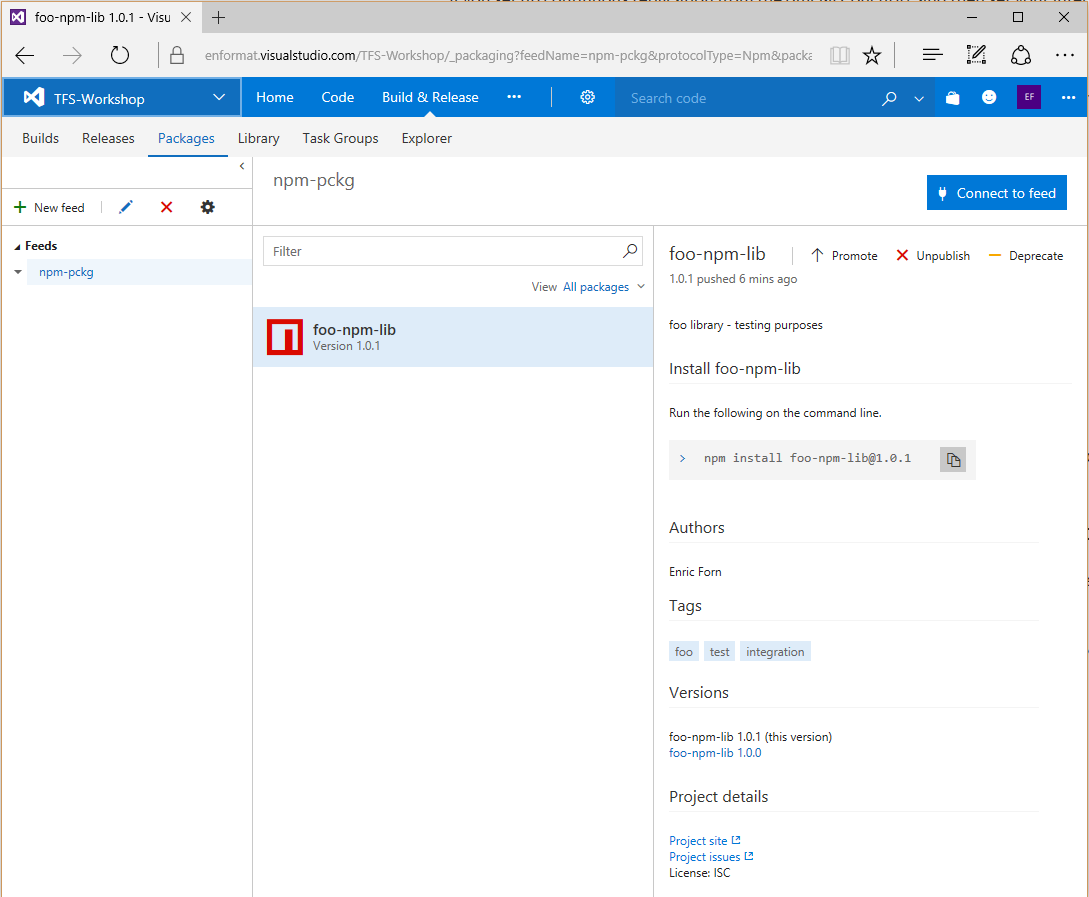 foo-npm-lib 1.0.1 - Visu
enformat.visualstudio.com/TFS-Workshop/_packaging?feedName=npm-pckg&protocolType=Npm&packa
TFS-Workshop
Home Code Build & Release
Search code
EF
Builds Releases Packages Library Task Groups Explorer
New feed
Feeds
npm-pckg
npm-pckg
Connect to feed
Filter
View All packages
foo-npm-lib
Version 1.0.1
foo-npm-lib
Promote Unpublish Deprecate
1.0.1 pushed 6 mins ago
foo library - testing purposes
Install foo-npm-lib
Run the following on the command line.
> npm install foo-npm-lib@1.0.1
Authors
Enric Forn
Tags
foo test integration
Versions
foo-npm-lib 1.0.1 (this version)
foo-npm-lib 1.0.0
Project details
Project site
Project issues
License: ISC